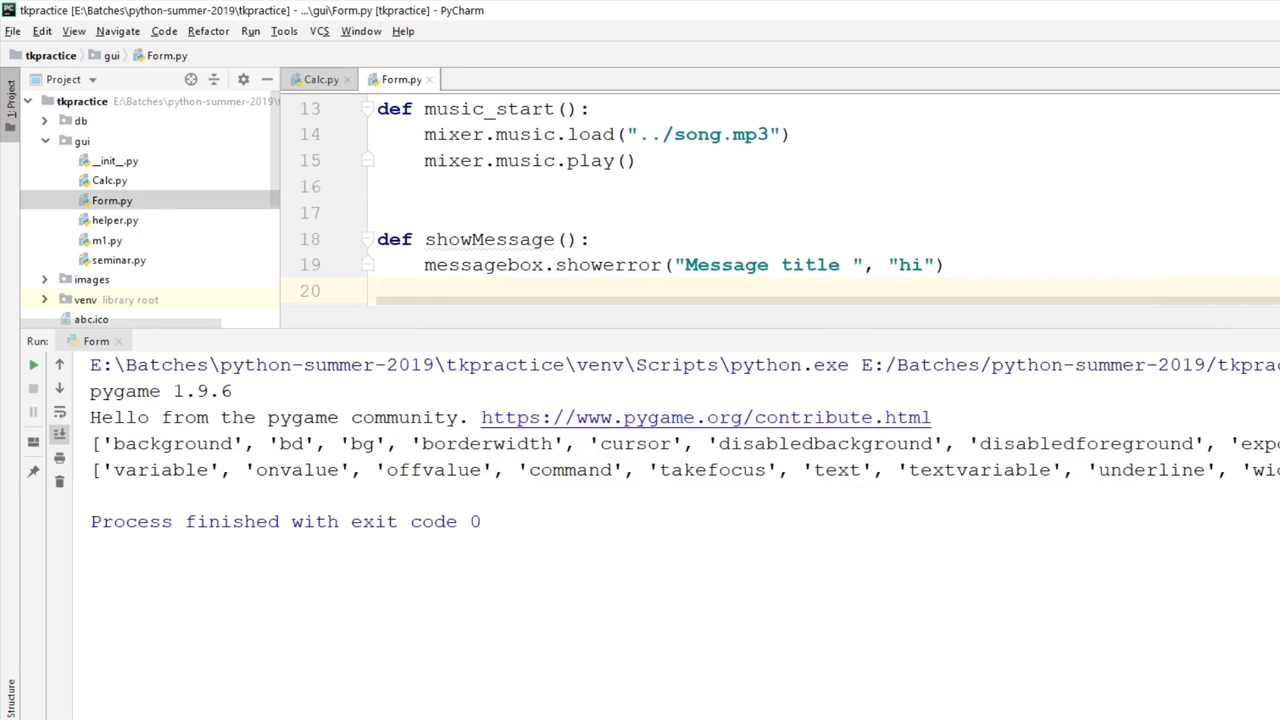 tkpractice [E:\Batches\python-summer-2019\tkpractice] - ...\gui\Form.py [tkpractice] - PyCharm
File Edit View Navigate Code Refactor Run Tools VCS Window Help
tkpractice gui Form.py
Project
Calc.py Form.py
1: Project
tkpractice E:\Batches\python-summer-2019\t
db
gui
__init__.py
Calc.py
Form.py
helper.py
m1.py
seminar.py
images
venv library root
abc.ico
13 def music_start():
14 mixer.music.load("../song.mp3")
15 mixer.music.play()
16
17
18 def showMessage():
19 messagebox.showerror("Message title ", "hi")
20
Run: Form
E:\Batches\python-summer-2019\tkpractice\venv\Scripts\python.exe E:/Batches/python-summer-2019/tkprac
pygame 1.9.6
Hello from the pygame community. https://www.pygame.org/contribute.html
['background', 'bd', 'bg', 'borderwidth', 'cursor', 'disabledbackground', 'disabledforeground', 'expo
['variable', 'onvalue', 'offvalue', 'command', 'takefocus', 'text', 'textvariable', 'underline', 'wid
Process finished with exit code 0
Structure